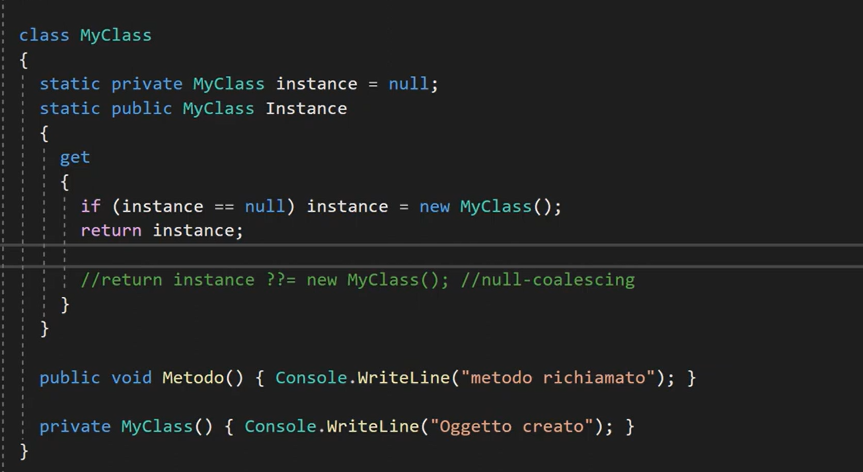 class MyClass
{
static private MyClass instance = null;
static public MyClass Instance
{
get
{
if (instance == null) instance = new MyClass();
return instance;
//return instance ??= new MyClass(); //null-coalescing
}
}
public void Metodo() { Console.WriteLine("metodo richiamato"); }
private MyClass() { Console.WriteLine("Oggetto creato"); }
}